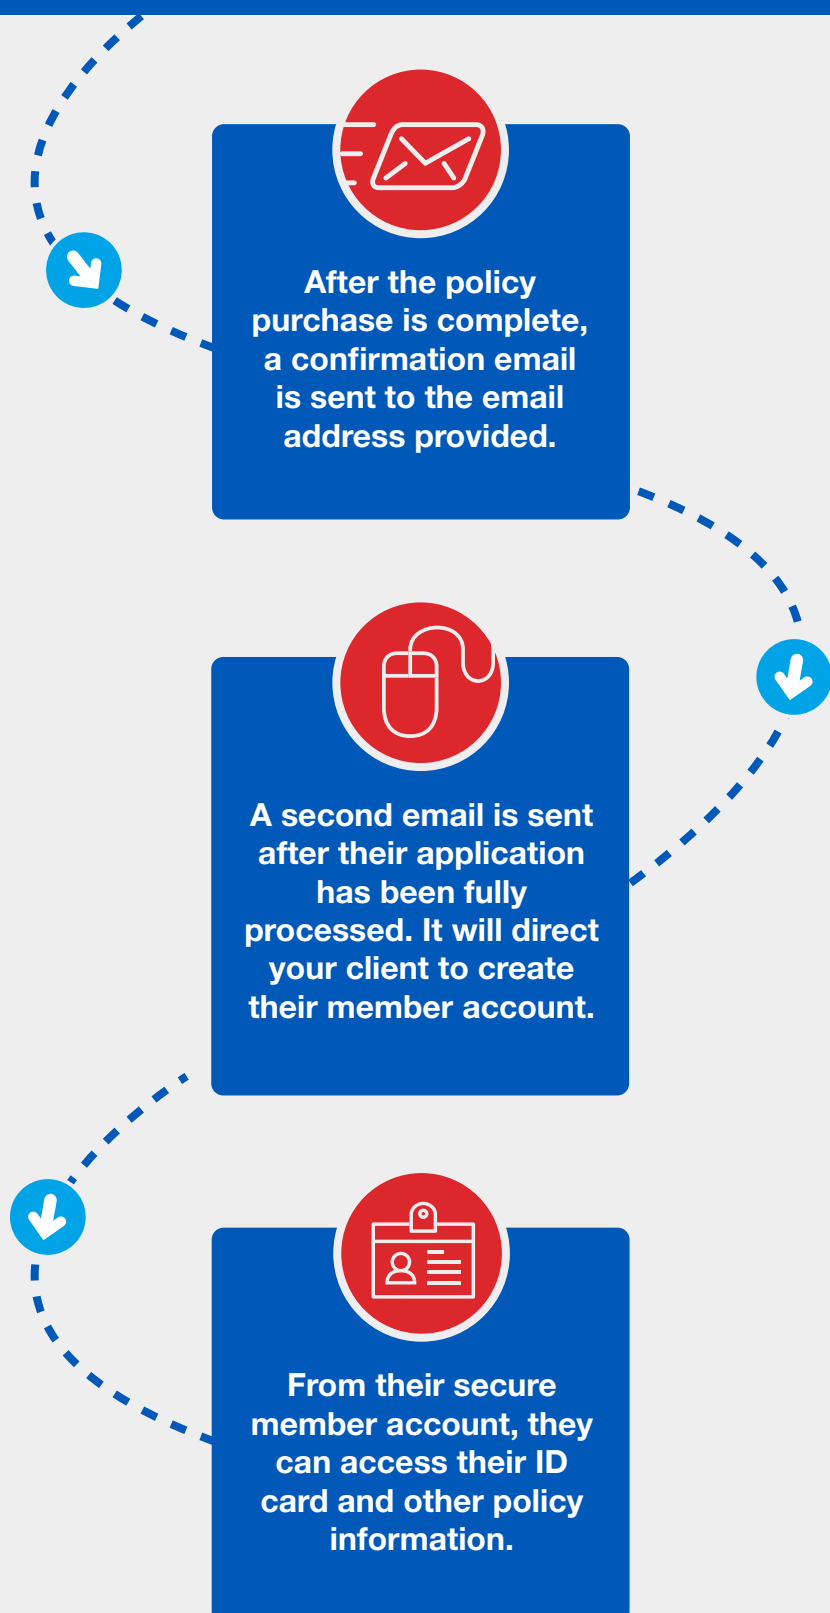 After the policy
purchase is complete,
a confirmation email
is sent to the email
address provided.
A second email is sent
after their application
has been fully
processed. It will direct
your client to create
their member account.
From their secure
member account, they
can access their ID
card and other policy
information.